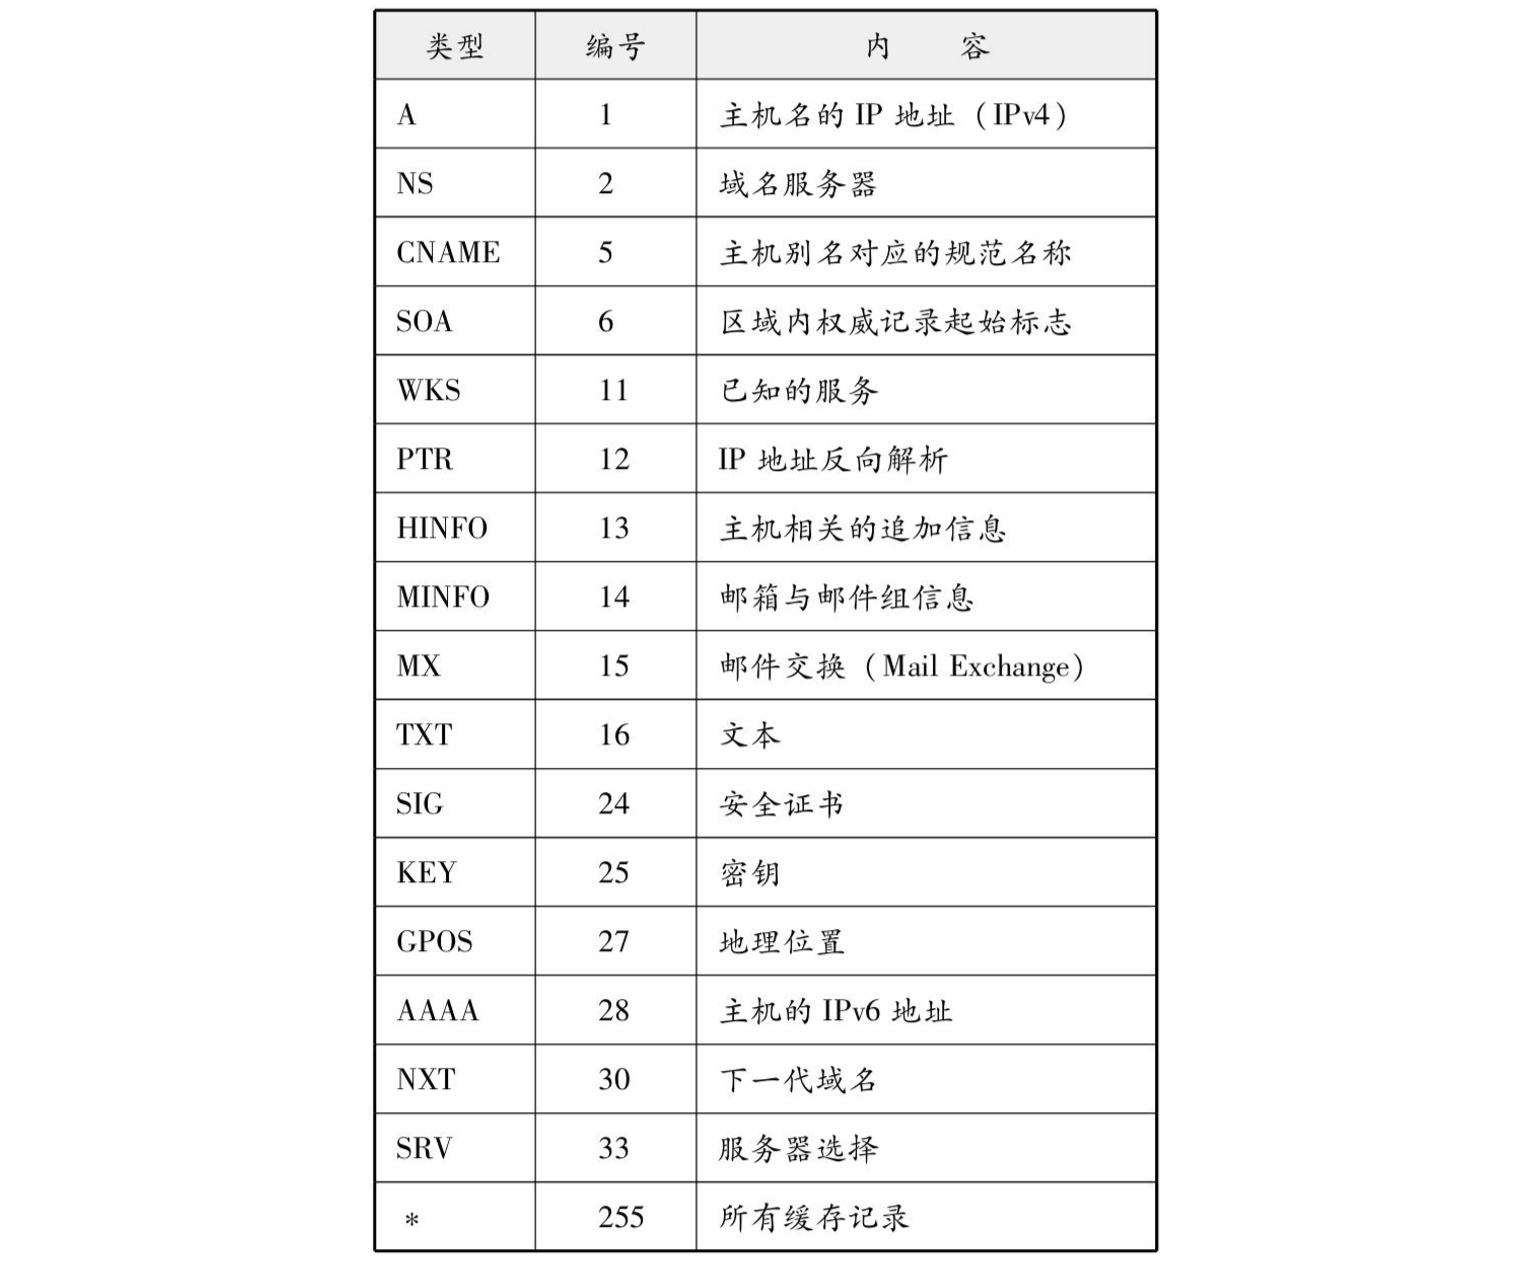 类型 编号 内 容
A 1 主机名的 IP 地址（IPv4）
NS 2 域名服务器
CNAME 5 主机别名对应的规范名称
SOA 6 区域内权威记录起始标志
WKS 11 已知的服务
PTR 12 IP 地址反向解析
HINFO 13 主机相关的追加信息
MINFO 14 邮箱与邮件组信息
MX 15 邮件交换（Mail Exchange）
TXT 16 文本
SIG 24 安全证书
KEY 25 密钥
GPOS 27 地理位置
AAAA 28 主机的 IPv6 地址
NXT 30 下一代域名
SRV 33 服务器选择
* 255 所有缓存记录